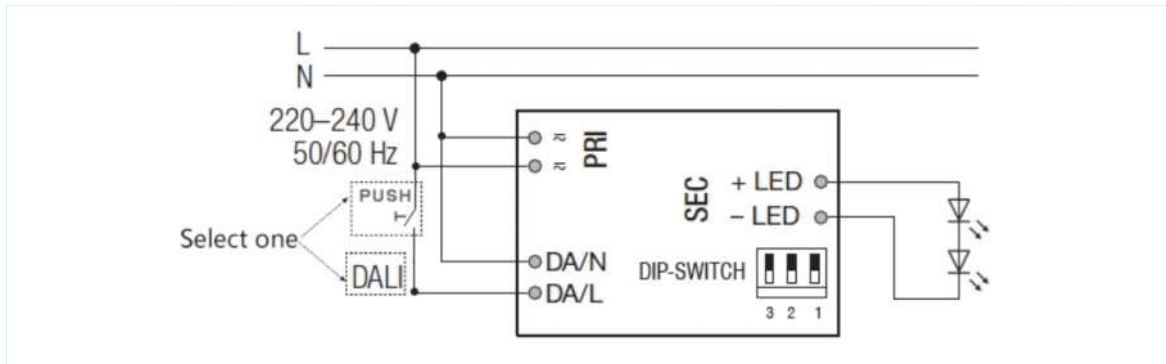 L
N
220–240 V
50/60 Hz
PUSH
Select one
DALI
≂ PRI
≂
DA/N
DA/L
SEC
+ LED
– LED
DIP-SWITCH
3 2 1